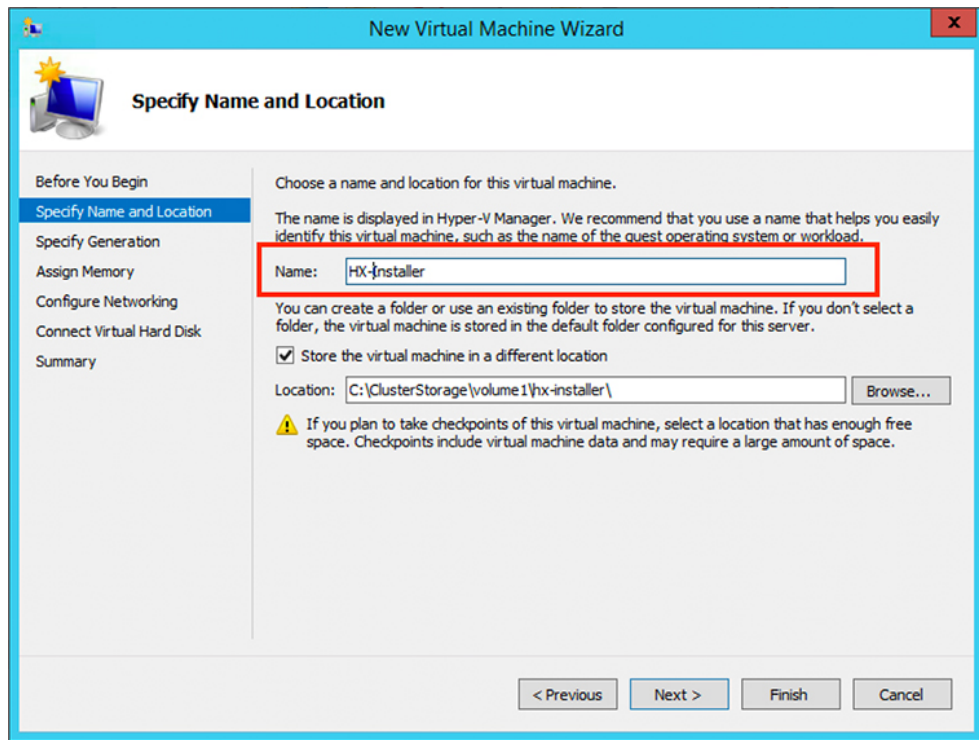 New Virtual Machine Wizard
x
Specify Name and Location
Before You Begin
Specify Name and Location
Specify Generation
Assign Memory
Configure Networking
Connect Virtual Hard Disk
Summary
Choose a name and location for this virtual machine.
The name is displayed in Hyper-V Manager. We recommend that you use a name that helps you easily
identify this virtual machine, such as the name of the guest operating system or workload.
Name: HX-Installer
You can create a folder or use an existing folder to store the virtual machine. If you don't select a
folder, the virtual machine is stored in the default folder configured for this server.
Store the virtual machine in a different location
Location: C:\ClusterStorage\volume1\hx-installer\ Browse...
If you plan to take checkpoints of this virtual machine, select a location that has enough free
space. Checkpoints include virtual machine data and may require a large amount of space.
< Previous Next > Finish Cancel